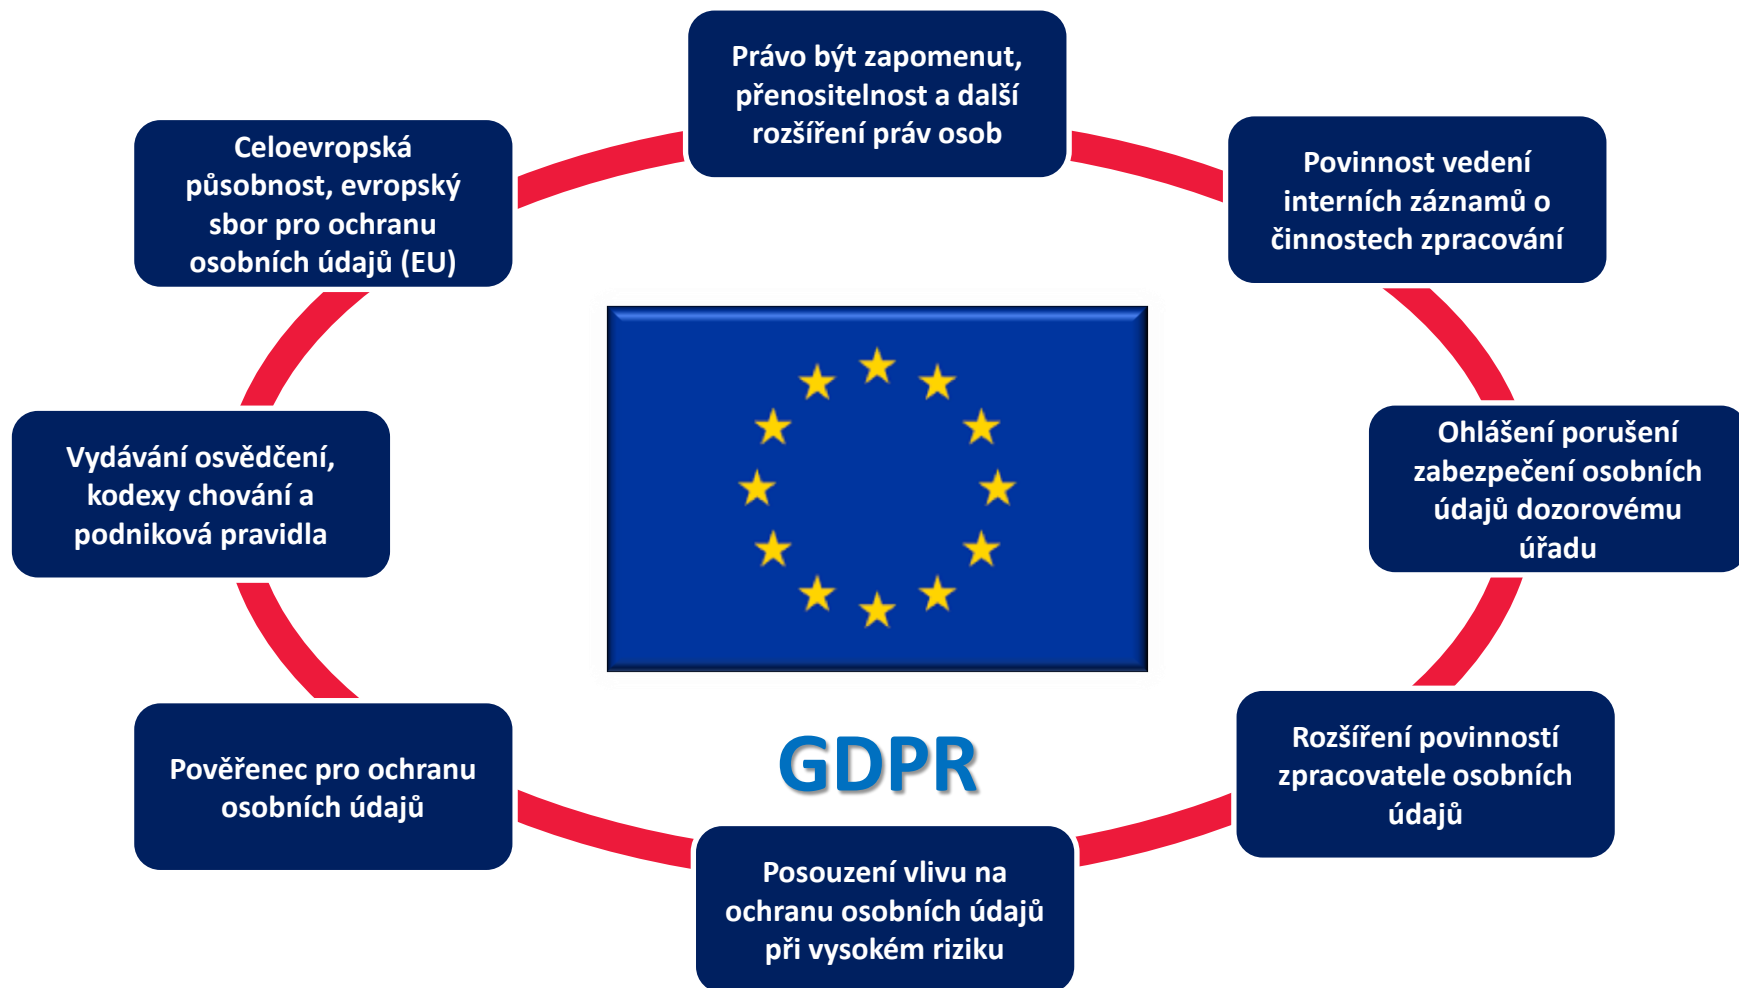 Právo být zapomenut,
přenositelnost a další
rozšíření práv osob
Povinnost vedení
interních záznamů o
činnostech zpracování
Ohlášení porušení
zabezpečení osobních
údajů dozorovému
úřadu
Rozšíření povinností
zpracovatele osobních
údajů
Posouzení vlivu na
ochranu osobních údajů
při vysokém riziku
Pověřenec pro ochranu
osobních údajů
Vydávání osvědčení,
kodexy chování a
podniková pravidla
Celoevropská
působnost, evropský
sbor pro ochranu
osobních údajů (EU)
GDPR